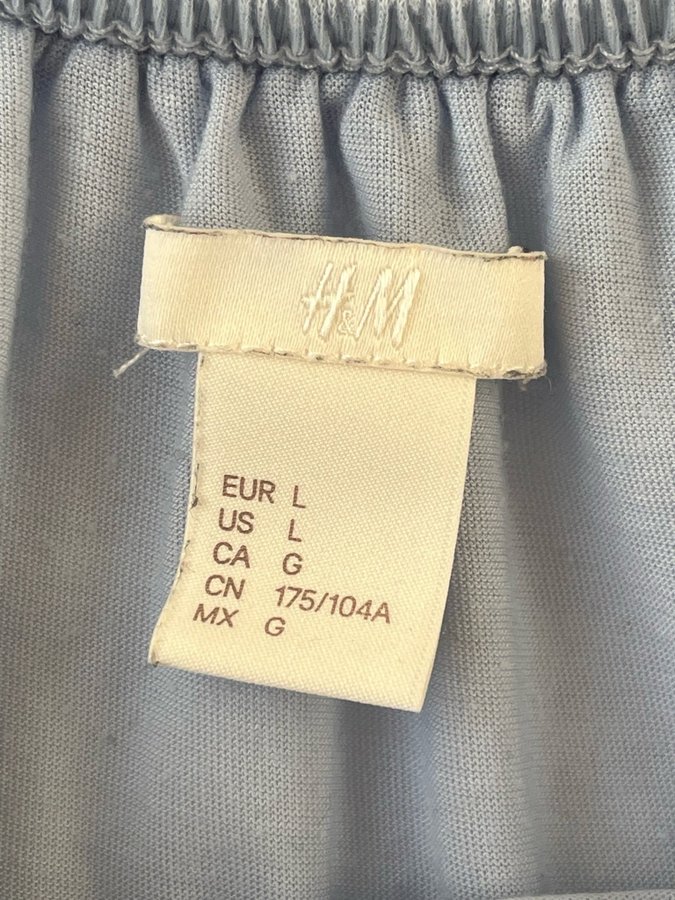 H&M
EUR L
US L
CA G
CN 175/104A
MX G